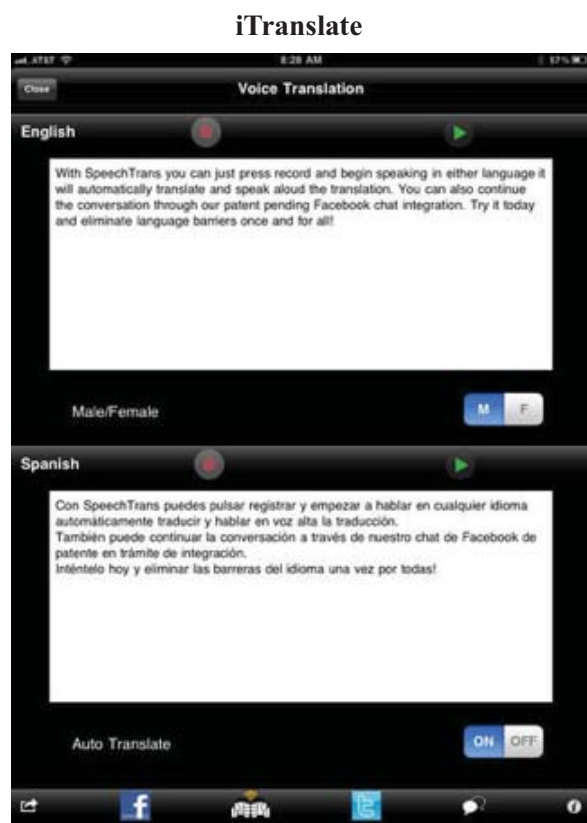 iTranslate
AT&T 8:28 AM 57%
Close Voice Translation
English
With SpeechTrans you can just press record and begin speaking in either language it
will automatically translate and speak aloud the translation. You can also continue
the conversation through our patent pending Facebook chat integration. Try it today
and eliminate language barriers once and for all!
Male/Female M F
Spanish
Con SpeechTrans puedes pulsar registrar y empezar a hablar en cualquier idioma
automáticamente traducir y hablar en voz alta la traducción.
También puede continuar la conversación a través de nuestro chat de Facebook de
patente en trámite de integración.
Inténtelo hoy y eliminar las barreras del idioma una vez por todas!
Auto Translate ON OFF
f t